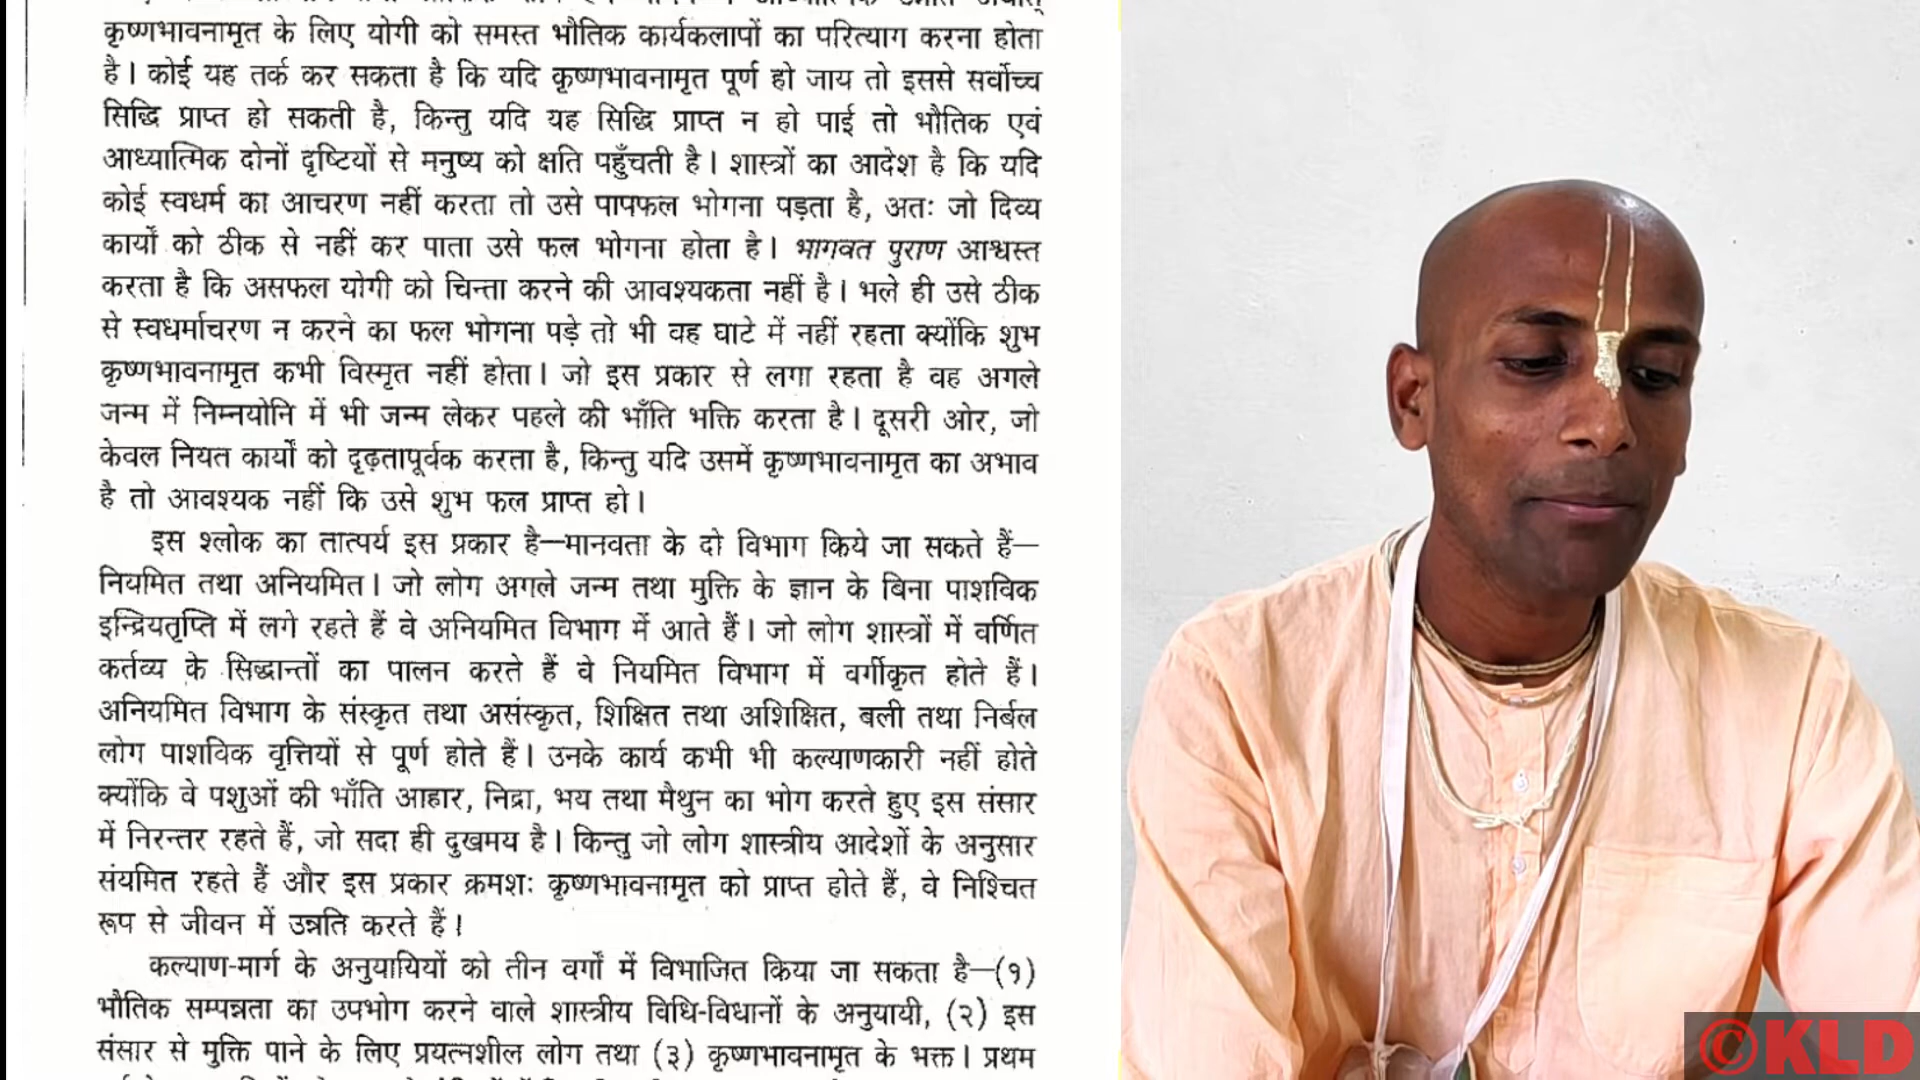 कृष्णभावनामृत के लिए योगी को समस्त भौतिक कार्यकलापों का परित्याग करना होता
है। कोई यह तर्क कर सकता है कि यदि कृष्णभावनामृत पूर्ण हो जाय तो इससे सर्वोच्च
सिद्धि प्राप्त हो सकती है, किन्तु यदि यह सिद्धि प्राप्त न हो पाई तो भौतिक एवं
आध्यात्मिक दोनों दृष्टियों से मनुष्य को क्षति पहुँचती है। शास्त्रों का आदेश है कि यदि
कोई स्वधर्म का आचरण नहीं करता तो उसे पापफल भोगना पड़ता है, अतः जो दिव्य
कार्यों को ठीक से नहीं कर पाता उसे फल भोगना होता है। भागवत पुराण आश्वस्त
करता है कि असफल योगी को चिन्ता करने की आवश्यकता नहीं है। भले ही उसे ठीक
से स्वधर्माचरण न करने का फल भोगना पड़े तो भी वह घाटे में नहीं रहता क्योंकि शुभ
कृष्णभावनामृत कभी विस्मृत नहीं होता। जो इस प्रकार से लगा रहता है वह अगले
जन्म में निम्नयोनि में भी जन्म लेकर पहले की भाँति भक्ति करता है। दूसरी ओर, जो
केवल नियत कार्यों को दृढ़तापूर्वक करता है, किन्तु यदि उसमें कृष्णभावनामृत का अभाव
है तो आवश्यक नहीं कि उसे शुभ फल प्राप्त हो।
इस श्लोक का तात्पर्य इस प्रकार है—मानवता के दो विभाग किये जा सकते हैं—
नियमित तथा अनियमित। जो लोग अगले जन्म तथा मुक्ति के ज्ञान के बिना पाशविक
इन्द्रियतृप्ति में लगे रहते हैं वे अनियमित विभाग में आते हैं। जो लोग शास्त्रों में वर्णित
कर्तव्य के सिद्धान्तों का पालन करते हैं वे नियमित विभाग में वर्गीकृत होते हैं।
अनियमित विभाग के संस्कृत तथा असंस्कृत, शिक्षित तथा अशिक्षित, बली तथा निर्बल
लोग पाशविक वृत्तियों से पूर्ण होते हैं। उनके कार्य कभी भी कल्याणकारी नहीं होते
क्योंकि वे पशुओं की भाँति आहार, निद्रा, भय तथा मैथुन का भोग करते हुए इस संसार
में निरन्तर रहते हैं, जो सदा ही दुखमय है। किन्तु जो लोग शास्त्रीय आदेशों के अनुसार
संयमित रहते हैं और इस प्रकार क्रमशः कृष्णभावनामृत को प्राप्त होते हैं, वे निश्चित
रूप से जीवन में उन्नति करते हैं।
कल्याण-मार्ग के अनुयायियों को तीन वर्गों में विभाजित किया जा सकता है—(१)
भौतिक सम्पन्नता का उपभोग करने वाले शास्त्रीय विधि-विधानों के अनुयायी, (२) इस
संसार से मुक्ति पाने के लिए प्रयत्नशील लोग तथा (३) कृष्णभावनामृत के भक्त। प्रथम
©KLD